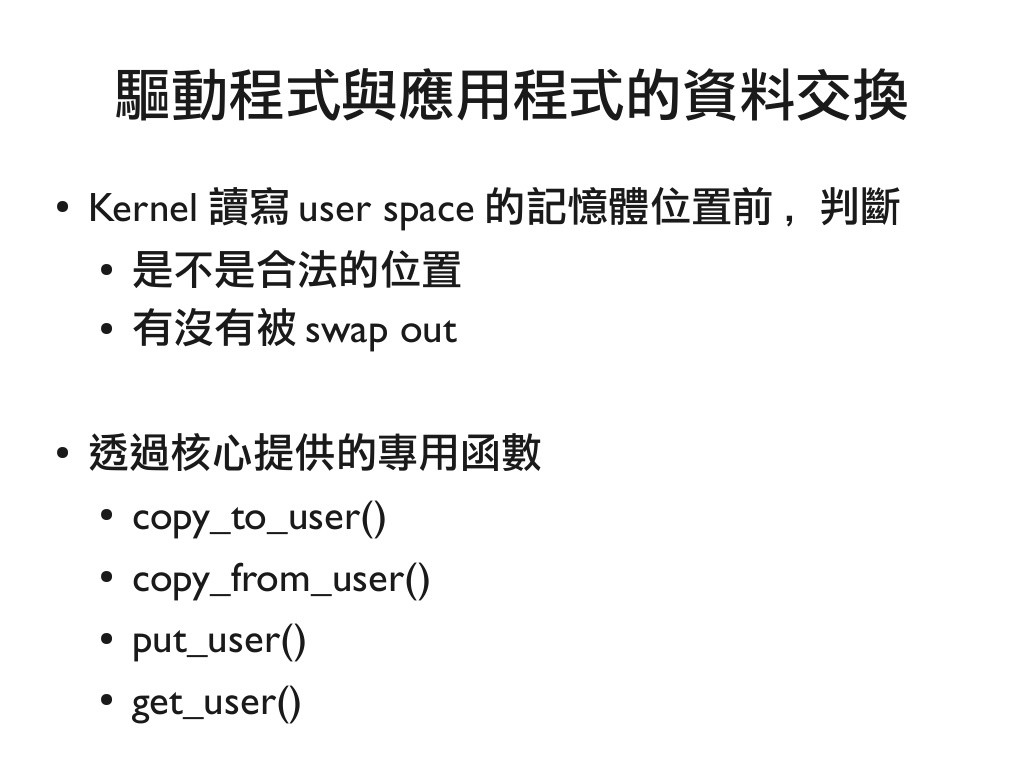 驅動程式與應用程式的資料交換
• Kernel 讀寫 user space 的記憶體位置前 , 判斷
• 是不是合法的位置
• 有沒有被 swap out
• 透過核心提供的專用函數
• copy_to_user()
• copy_from_user()
• put_user()
• get_user()